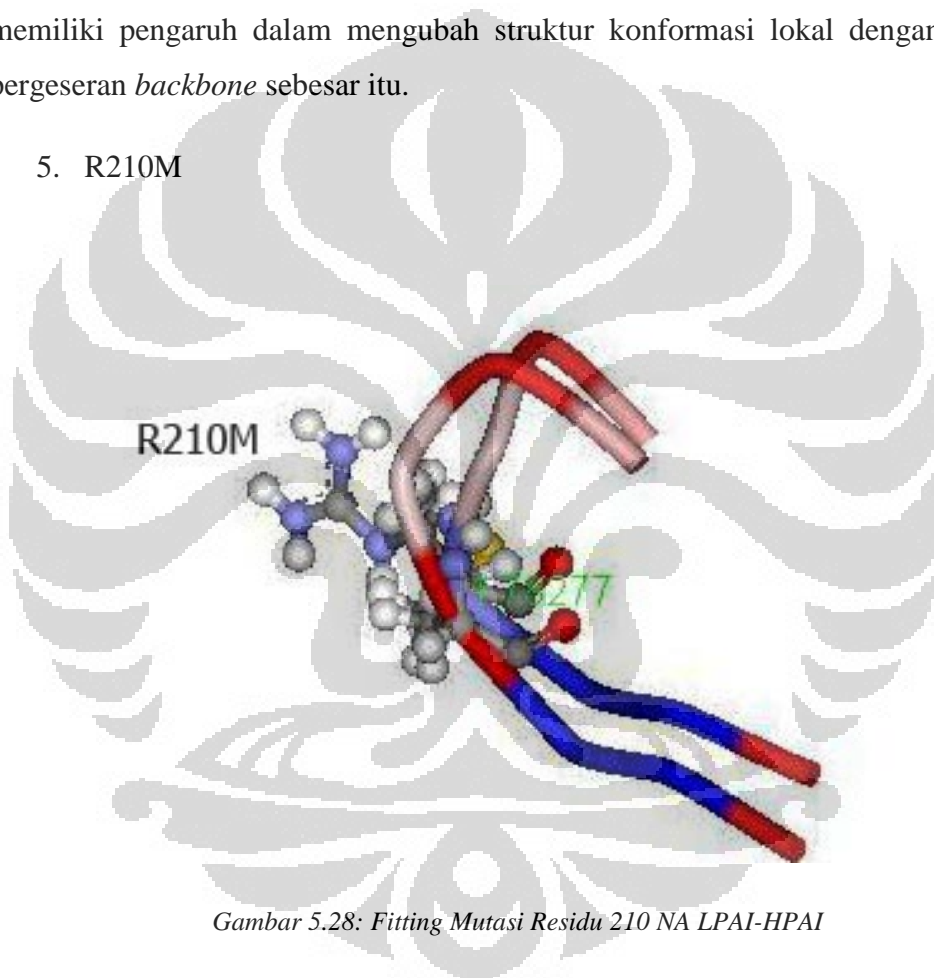 memiliki pengaruh dalam mengubah struktur konformasi lokal dengan
pergeseran backbone sebesar itu.
5. R210M
R210M
Gambar 5.28: Fitting Mutasi Residu 210 NA LPAI-HPAI